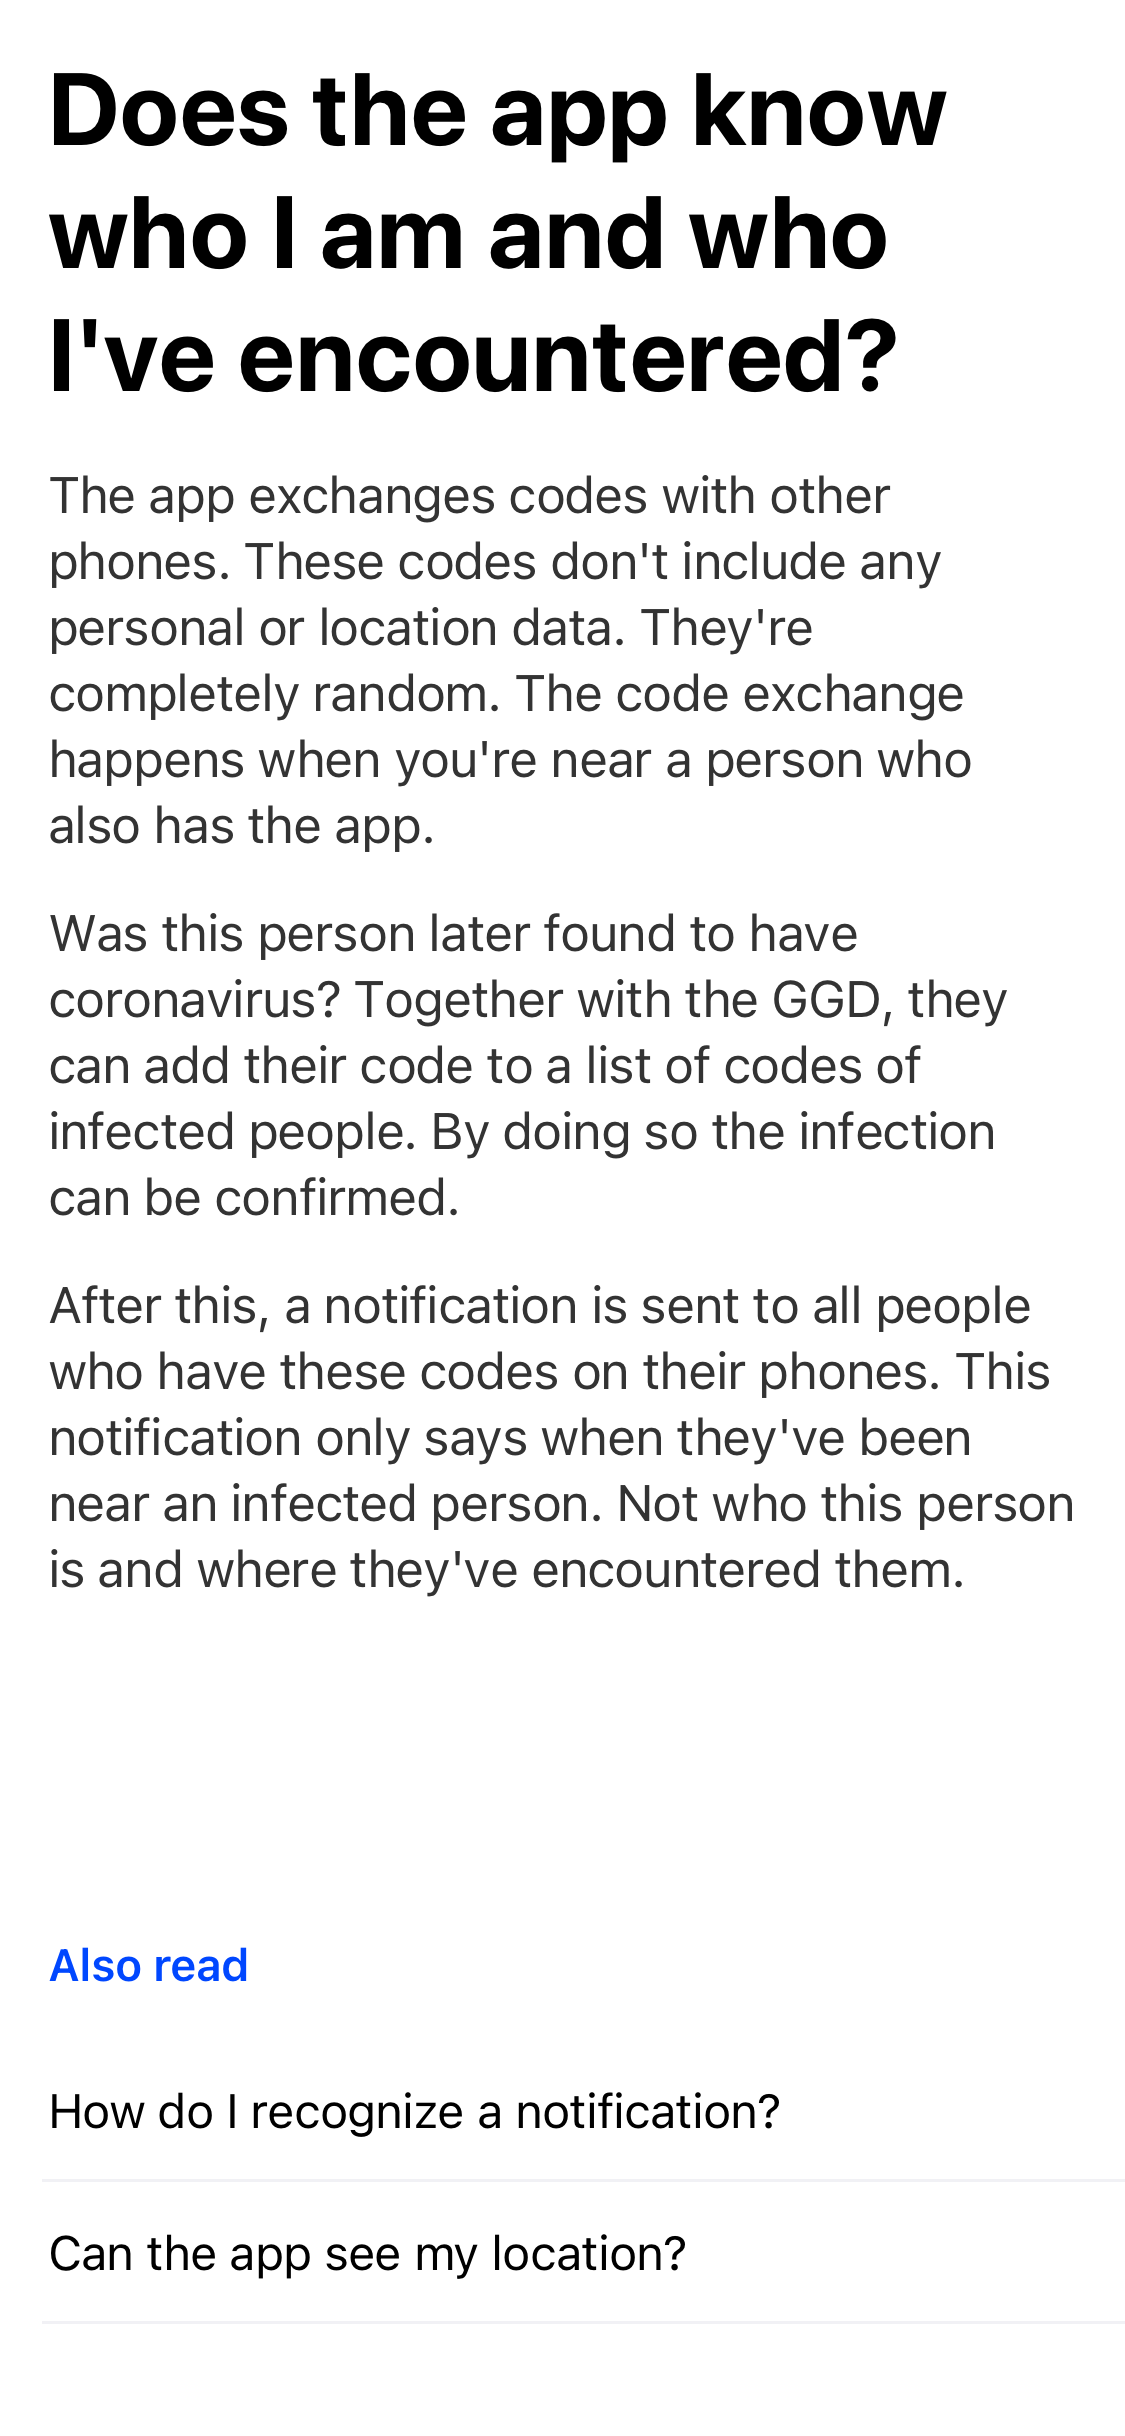 Does the app know
who I am and who
I've encountered?
The app exchanges codes with other
phones. These codes don't include any
personal or location data. They're
completely random. The code exchange
happens when you're near a person who
also has the app.
Was this person later found to have
coronavirus? Together with the GGD, they
can add their code to a list of codes of
infected people. By doing so the infection
can be confirmed.
After this, a notification is sent to all people
who have these codes on their phones. This
notification only says when they've been
near an infected person. Not who this person
is and where they've encountered them.
Also read
How do I recognize a notification?
Can the app see my location?